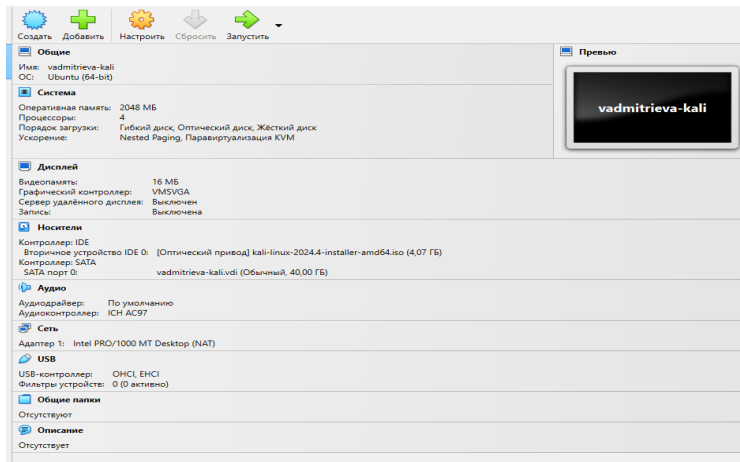 Создать Добавить Настроить Сбросить Запустить
Общие
Имя: vadmitrieva-kali
ОС: Ubuntu (64-bit)
Превью
vadmitrieva-kali
Система
Оперативная память: 2048 МБ
Процессоры: 4
Порядок загрузки: Гибкий диск, Оптический диск, Жёсткий диск
Ускорение: Nested Paging, Паравиртуализация KVM
Дисплей
Видеопамять: 16 МБ
Графический контроллер: VMSVGA
Сервер удалённого дисплея: Выключен
Запись: Выключена
Носители
Контроллер: IDE
Вторичное устройство IDE 0: [Оптический привод] kali-linux-2024.4-installer-amd64.iso (4,07 ГБ)
Контроллер: SATA
SATA порт 0: vadmitrieva-kali.vdi (Обычный, 40,00 ГБ)
Аудио
Аудиодрайвер: По умолчанию
Аудиоконтроллер: ICH AC97
Сеть
Адаптер 1: Intel PRO/1000 MT Desktop (NAT)
USB
USB-контроллер: OHCI, EHCI
Фильтры устройств: 0 (0 активно)
Общие папки
Отсутствуют
Описание
Отсутствует